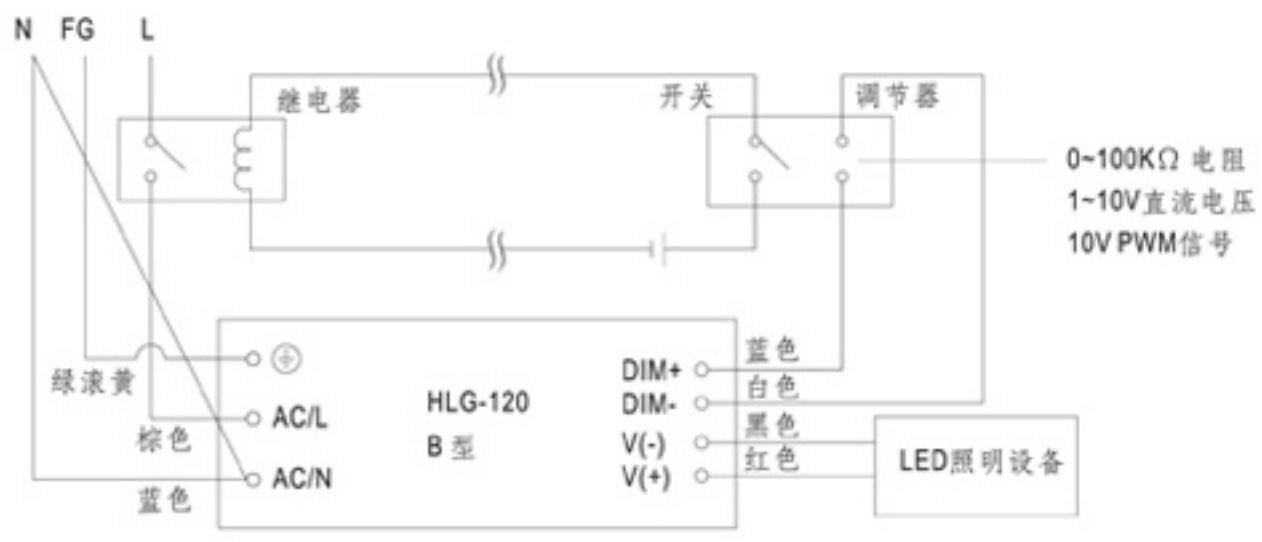 N FG L
继电器
开关
调节器
0~100KΩ 电阻
1~10V直流电压
10V PWM信号
绿滚黄
棕色
蓝色
AC/L
AC/N
HLG-120
B 型
DIM+
DIM-
V(-)
V(+)
蓝色
白色
黑色
红色
LED照明设备